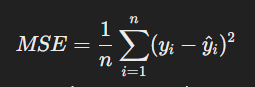 MSE = \frac{1}{n} \sum_{i=1}^{n} (y_i - \hat{y}_i)^2